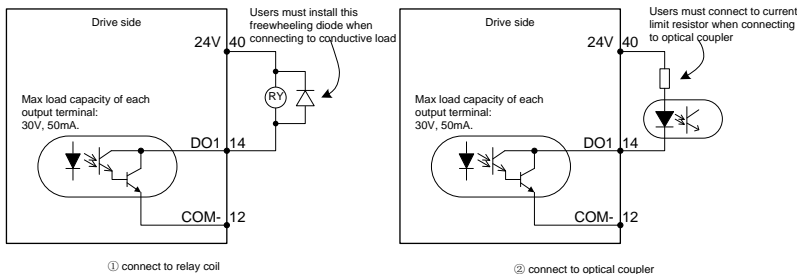 Drive side
Users must install this
freewheeling diode when
connecting to conductive load
24V 40
RY
Max load capacity of each
output terminal:
30V, 50mA.
DO1 14
COM- 12
① connect to relay coil
Drive side
Users must connect to current
limit resistor when connecting
to optical coupler
24V 40
Max load capacity of each
output terminal:
30V, 50mA.
DO1 14
COM- 12
② connect to optical coupler